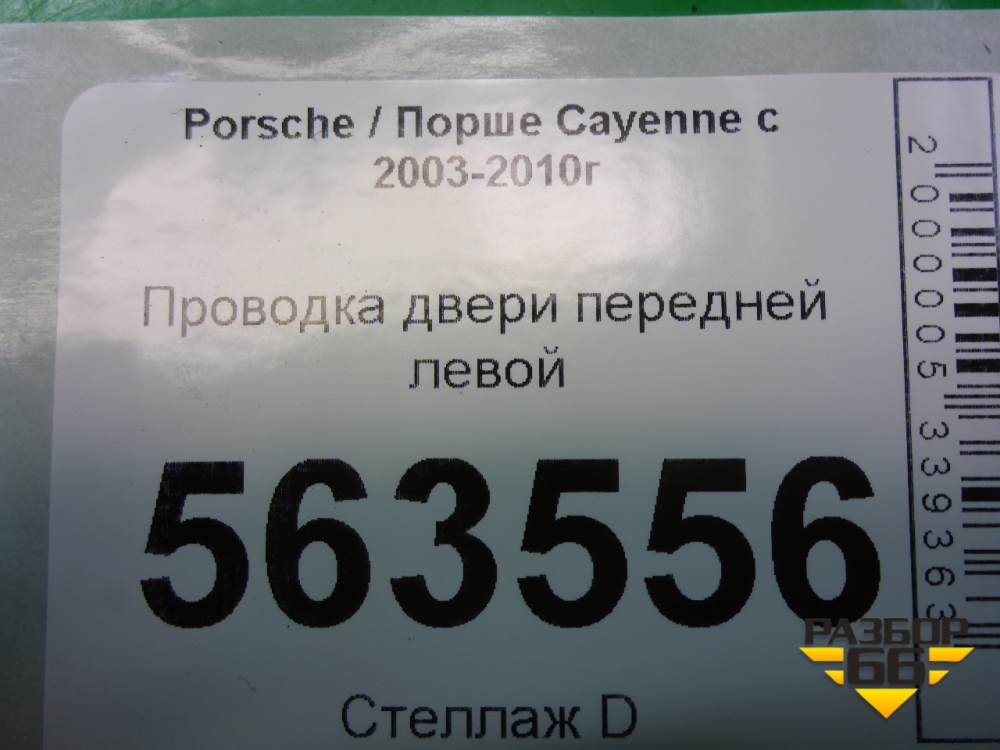 Porsche / Порше Cayenne с
2003-2010г
Проводка двери передней
левой
563556
Стеллаж D
2000005339363
РАЗБОР
66